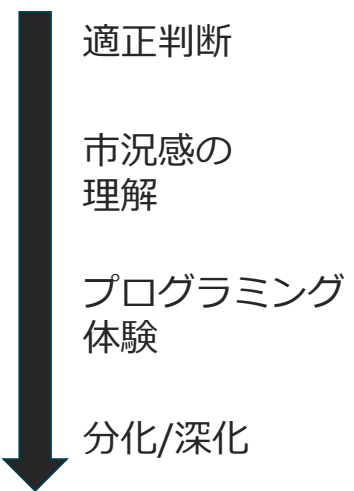 適正判断
市況感の
理解
プログラミング
体験
分化/深化